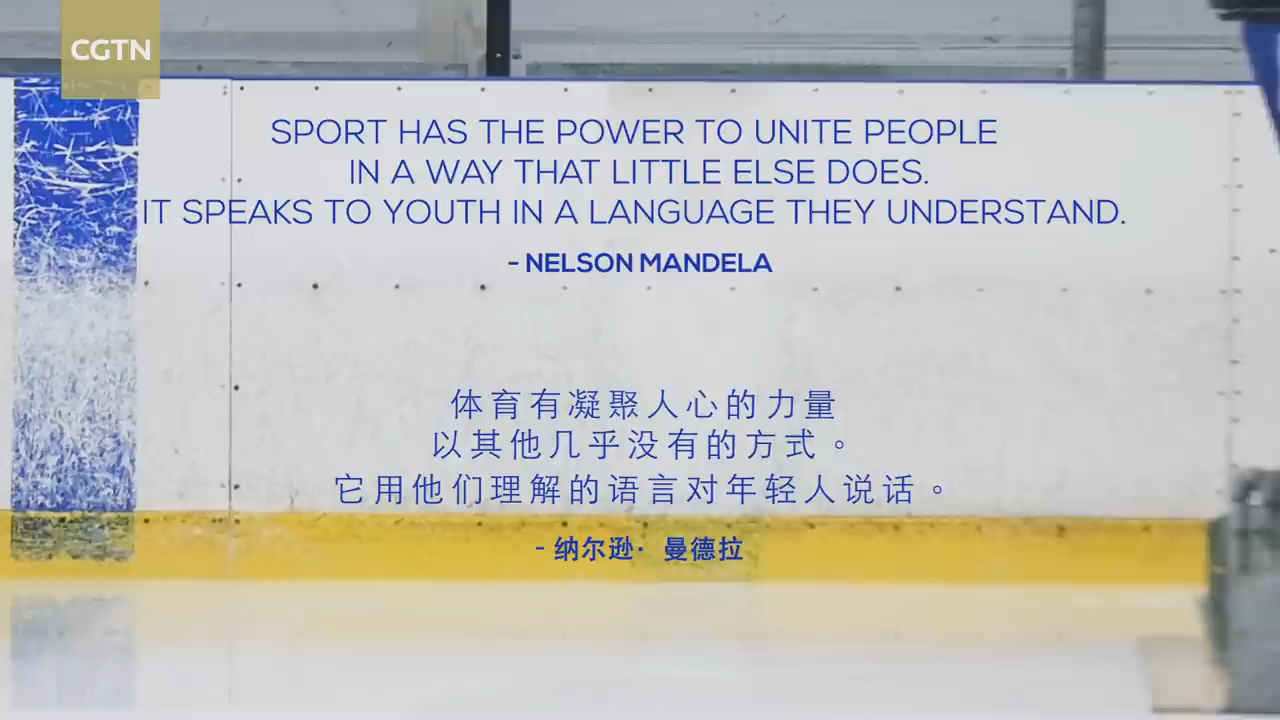 CGTN
SPORT HAS THE POWER TO UNITE PEOPLE
IN A WAY THAT LITTLE ELSE DOES.
IT SPEAKS TO YOUTH IN A LANGUAGE THEY UNDERSTAND.
- NELSON MANDELA
体育有凝聚人心的力量
以其他几乎没有的方式。
它用他们理解的语言对年轻人说话。
- 纳尔逊· 曼德拉